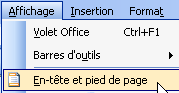 Affichage Insertion Format
Volet Office Ctrl+F1
Barres d'outils
En-tête et pied de page